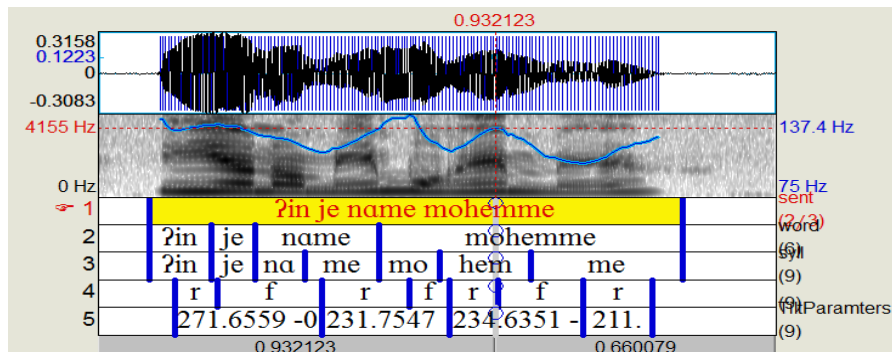 0.932123
0.3158
0.1223
0
-0.3083
4155 Hz 137.4 Hz
0 Hz 75 Hz
☞ 1 ʔin je nɑme mohemme sent (2/3)
2 ʔin je nɑme mohemme word (6)
3 ʔin je nɑ me mo hem me syll (9)
4 r f r f r f r (9)
5 271.6559 -0 231.7547 234.6351 - 211. TiltParamters (9)
0.932123 0.660079